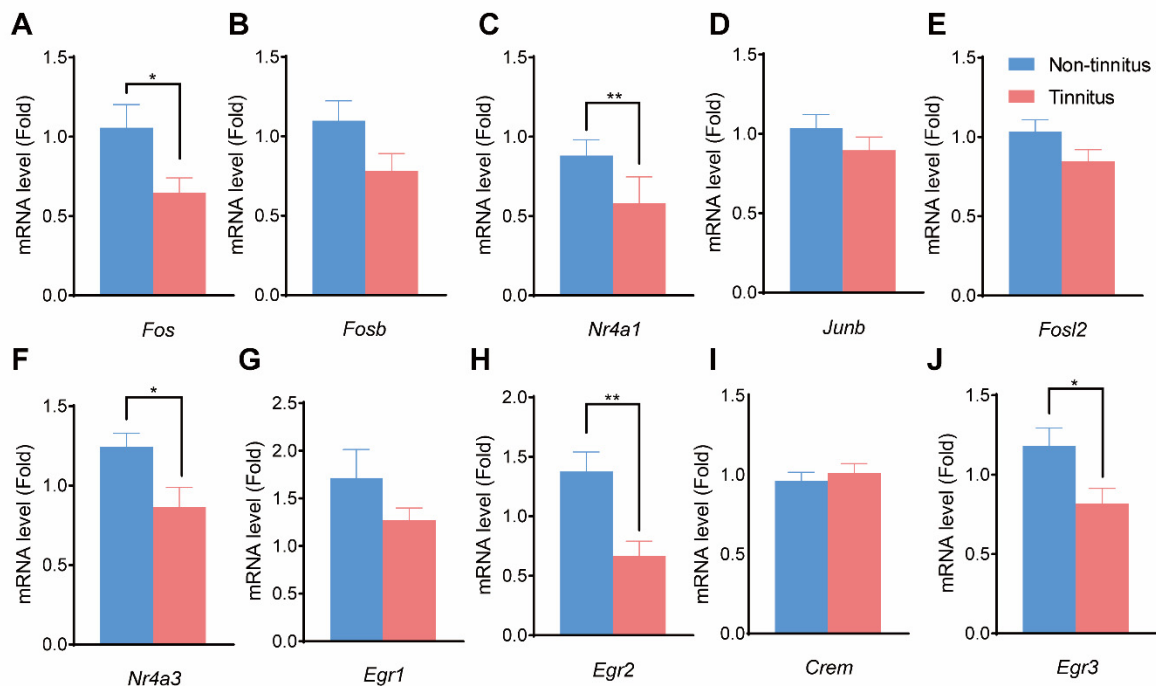 A
B
C
D
E
mRNA level (Fold)
1.5
1.0
0.5
0.0
*
Fos
mRNA level (Fold)
1.5
1.0
0.5
0.0
Fosb
mRNA level (Fold)
1.5
1.0
0.5
0.0
**
Nr4a1
mRNA level (Fold)
1.5
1.0
0.5
0.0
Junb
mRNA level (Fold)
1.5
1.0
0.5
0.0
Non-tinnitus
Tinnitus
Fosl2
F
G
H
I
J
mRNA level (Fold)
1.5
1.0
0.5
0.0
*
Nr4a3
mRNA level (Fold)
2.5
2.0
1.5
1.0
0.5
0.0
Egr1
mRNA level (Fold)
2.0
1.5
1.0
0.5
0.0
**
Egr2
mRNA level (Fold)
1.5
1.0
0.5
0.0
Crem
mRNA level (Fold)
1.5
1.0
0.5
0.0
*
Egr3